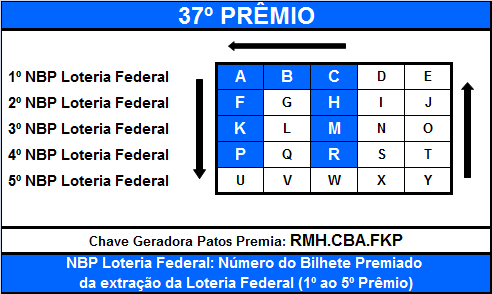 37º PRÊMIO
1º NBP Loteria Federal A B C D E
2º NBP Loteria Federal F G H I J
3º NBP Loteria Federal K L M N O
4º NBP Loteria Federal P Q R S T
5º NBP Loteria Federal U V W X Y
Chave Geradora Patos Premia: RMH.CBA.FKP
NBP Loteria Federal: Número do Bilhete Premiado
da extração da Loteria Federal (1º ao 5º Prêmio)